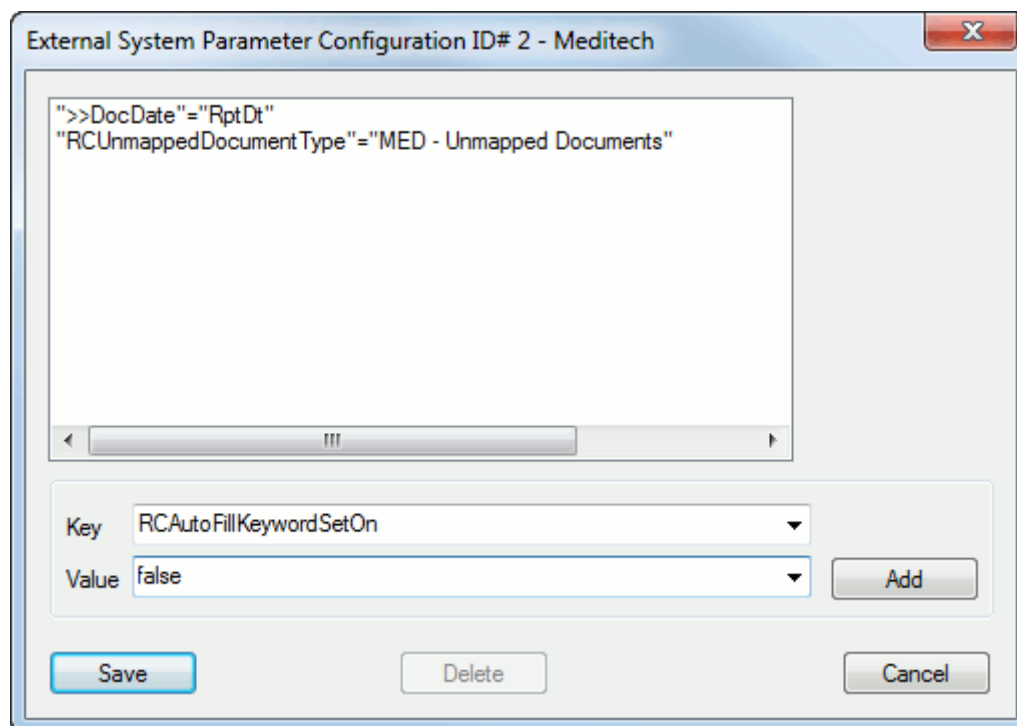 External System Parameter Configuration ID# 2 - Meditech
">>DocDate"="RptDt"
"RCUnmappedDocumentType"="MED - Unmapped Documents"
Key RCAutoFillKeywordSetOn
Value false Add
Save Delete Cancel